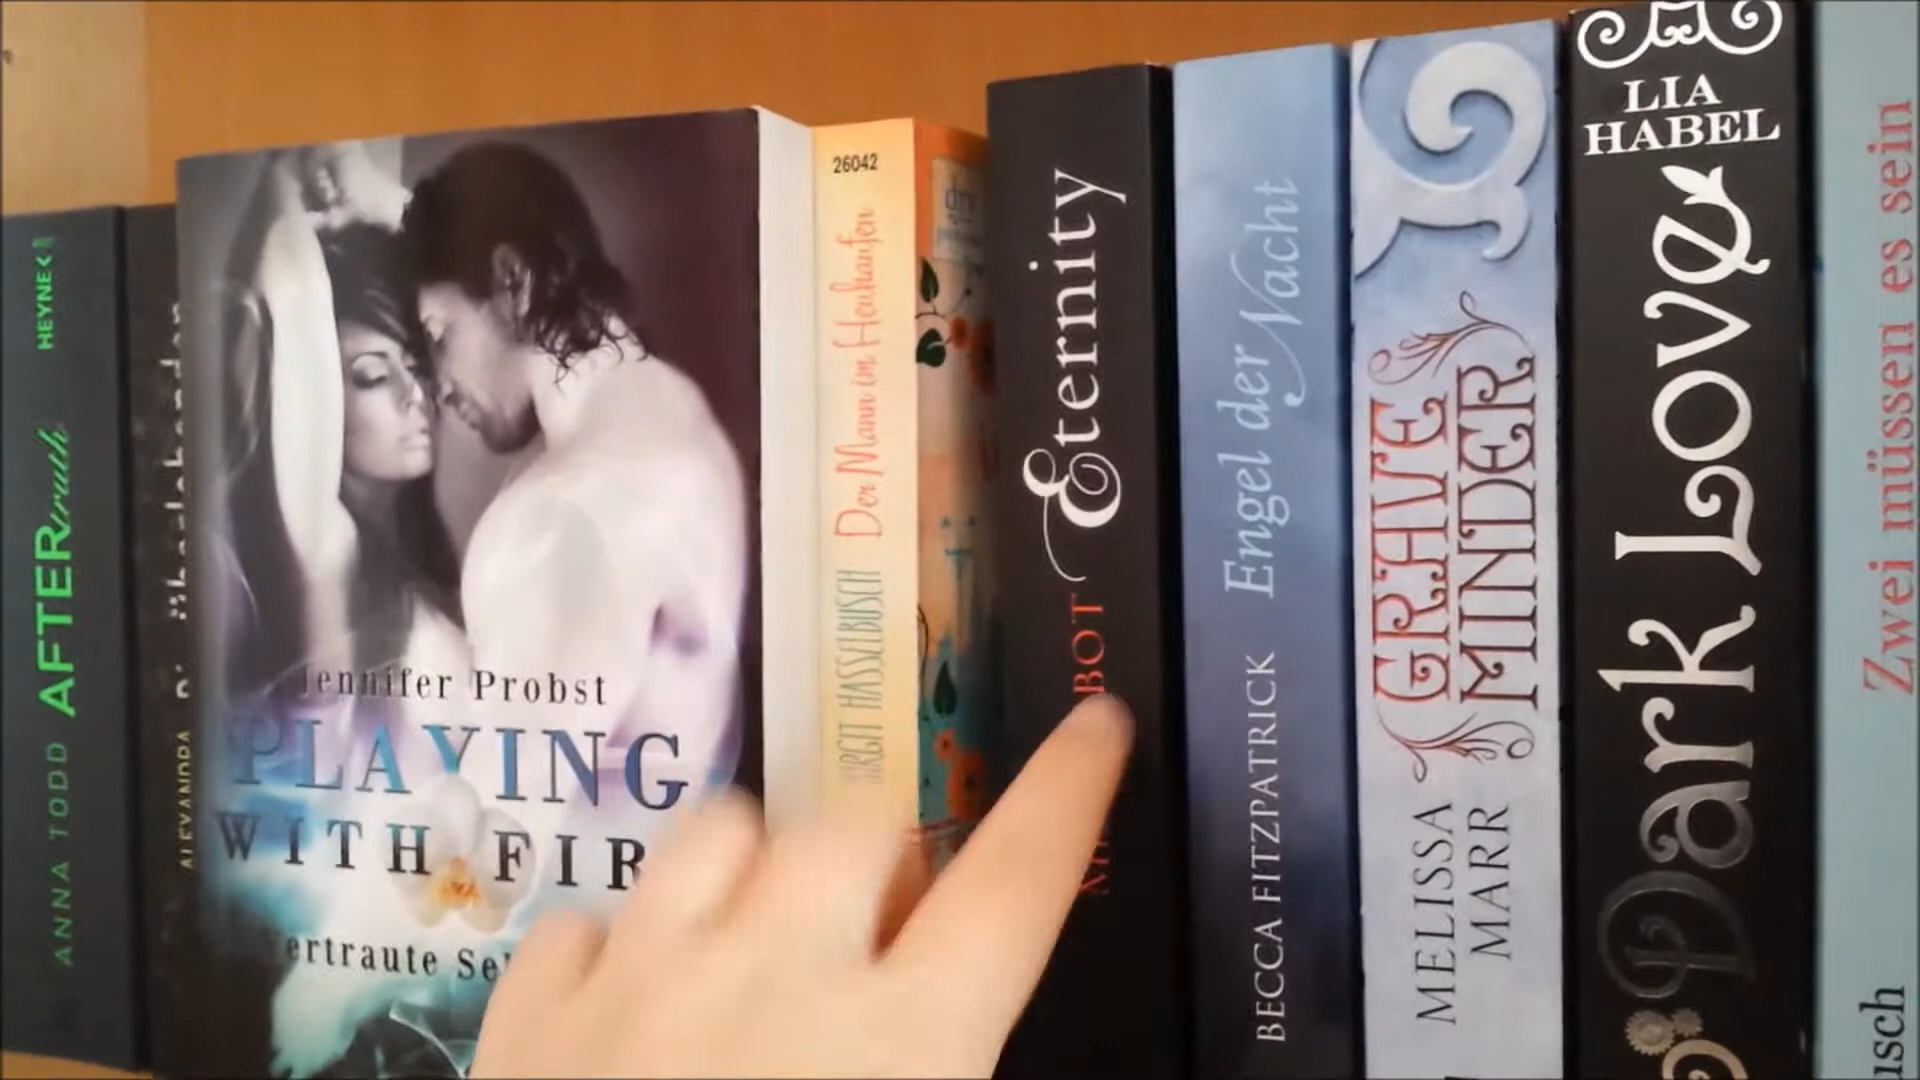 ANNA TODD AFTER truth HEYNE<
ALEXANDRA
Jennifer Probst
PLAYING
WITH FIR
ertraute Se
26042
BIRGIT HASSELBUSCH Der Mann im Heuhaufen
dtv
BOT Eternity
BECCA FITZPATRICK Engel der Nacht
MELISSA
MARR
GRAVE
MINDER
LIA
HABEL
Dark Love
usch Zwei müssen es sein